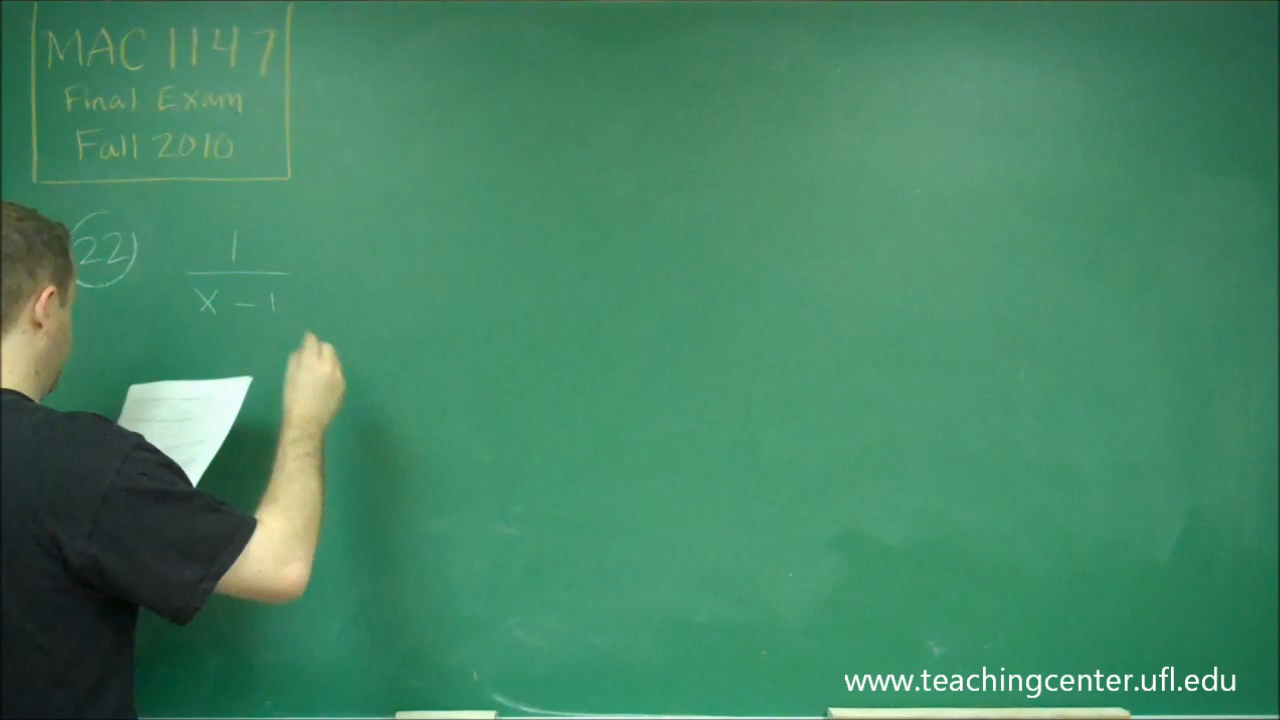 MAC 1147
Final Exam
Fall 2010
22
1
x - 1
www.teachingcenter.ufl.edu